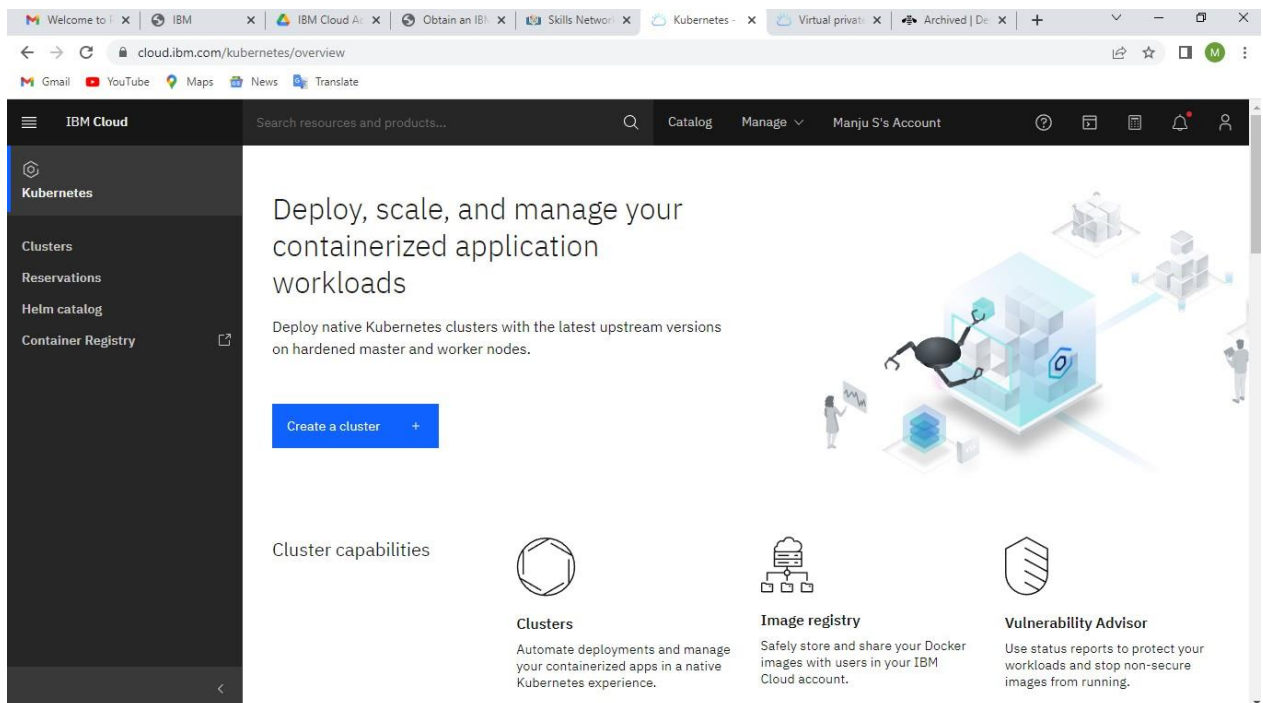 Welcome to F
IBM
IBM Cloud Ac
Obtain an IB
Skills Networ
Kubernetes -
Virtual privat
Archived | De
cloud.ibm.com/kubernetes/overview
M
Gmail
YouTube
Maps
News
Translate
IBM Cloud
Search resources and products...
Catalog
Manage
Manju S's Account
Kubernetes
Clusters
Reservations
Helm catalog
Container Registry
Deploy, scale, and manage your
containerized application
workloads
Deploy native Kubernetes clusters with the latest upstream versions
on hardened master and worker nodes.
Create a cluster +
Cluster capabilities
Clusters
Automate deployments and manage
your containerized apps in a native
Kubernetes experience.
Image registry
Safely store and share your Docker
images with users in your IBM
Cloud account.
Vulnerability Advisor
Use status reports to protect your
workloads and stop non-secure
images from running.